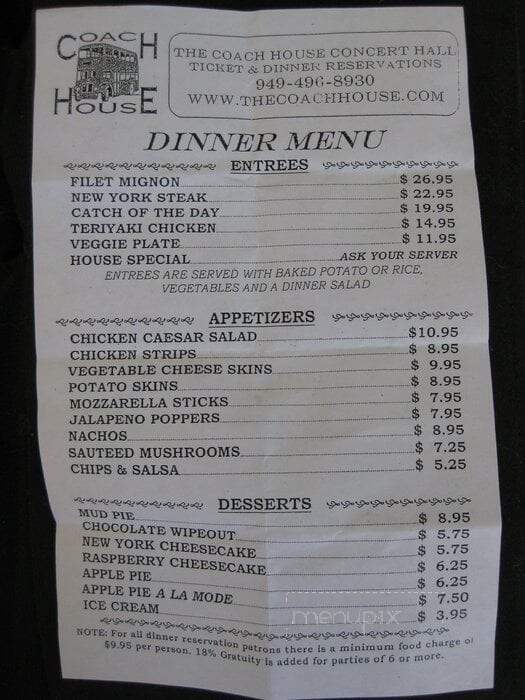 COACH
HOUSE
THE COACH HOUSE CONCERT HALL
TICKET & DINNER RESERVATIONS
949-496-8930
WWW.THECOACHHOUSE.COM
DINNER MENU
ENTREES
FILET MIGNON $ 26.95
NEW YORK STEAK $ 22.95
CATCH OF THE DAY $ 19.95
TERIYAKI CHICKEN $ 14.95
VEGGIE PLATE $ 11.95
HOUSE SPECIAL ASK YOUR SERVER
ENTREES ARE SERVED WITH BAKED POTATO OR RICE,
VEGETABLES AND A DINNER SALAD
APPETIZERS
CHICKEN CAESAR SALAD $10.95
CHICKEN STRIPS $ 8.95
VEGETABLE CHEESE SKINS $ 9.95
POTATO SKINS $ 8.95
MOZZARELLA STICKS $ 7.95
JALAPENO POPPERS $ 7.95
NACHOS $ 8.95
SAUTEED MUSHROOMS $ 7.25
CHIPS & SALSA $ 5.25
DESSERTS
MUD PIE $ 8.95
CHOCOLATE WIPEOUT $ 5.75
NEW YORK CHEESECAKE $ 5.75
RASPBERRY CHEESECAKE $ 6.25
APPLE PIE $ 6.25
APPLE PIE A LA MODE $ 7.50
ICE CREAM $ 3.95
menupix
NOTE: For all dinner reservation patrons there is a minimum food charge of
$9.95 per person. 18% Gratuity is added for parties of 6 or more.